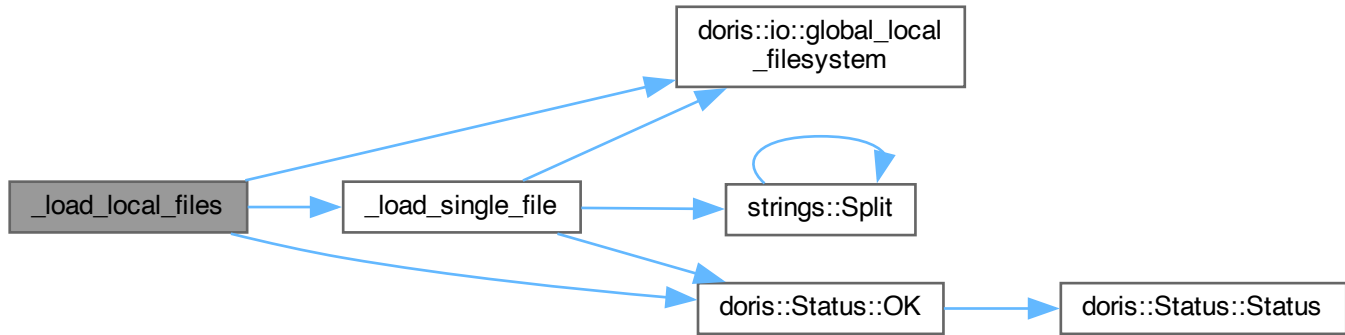 _load_local_files
_load_single_file
doris::io::global_local
_filesystem
strings::Split
doris::Status::OK
doris::Status::Status